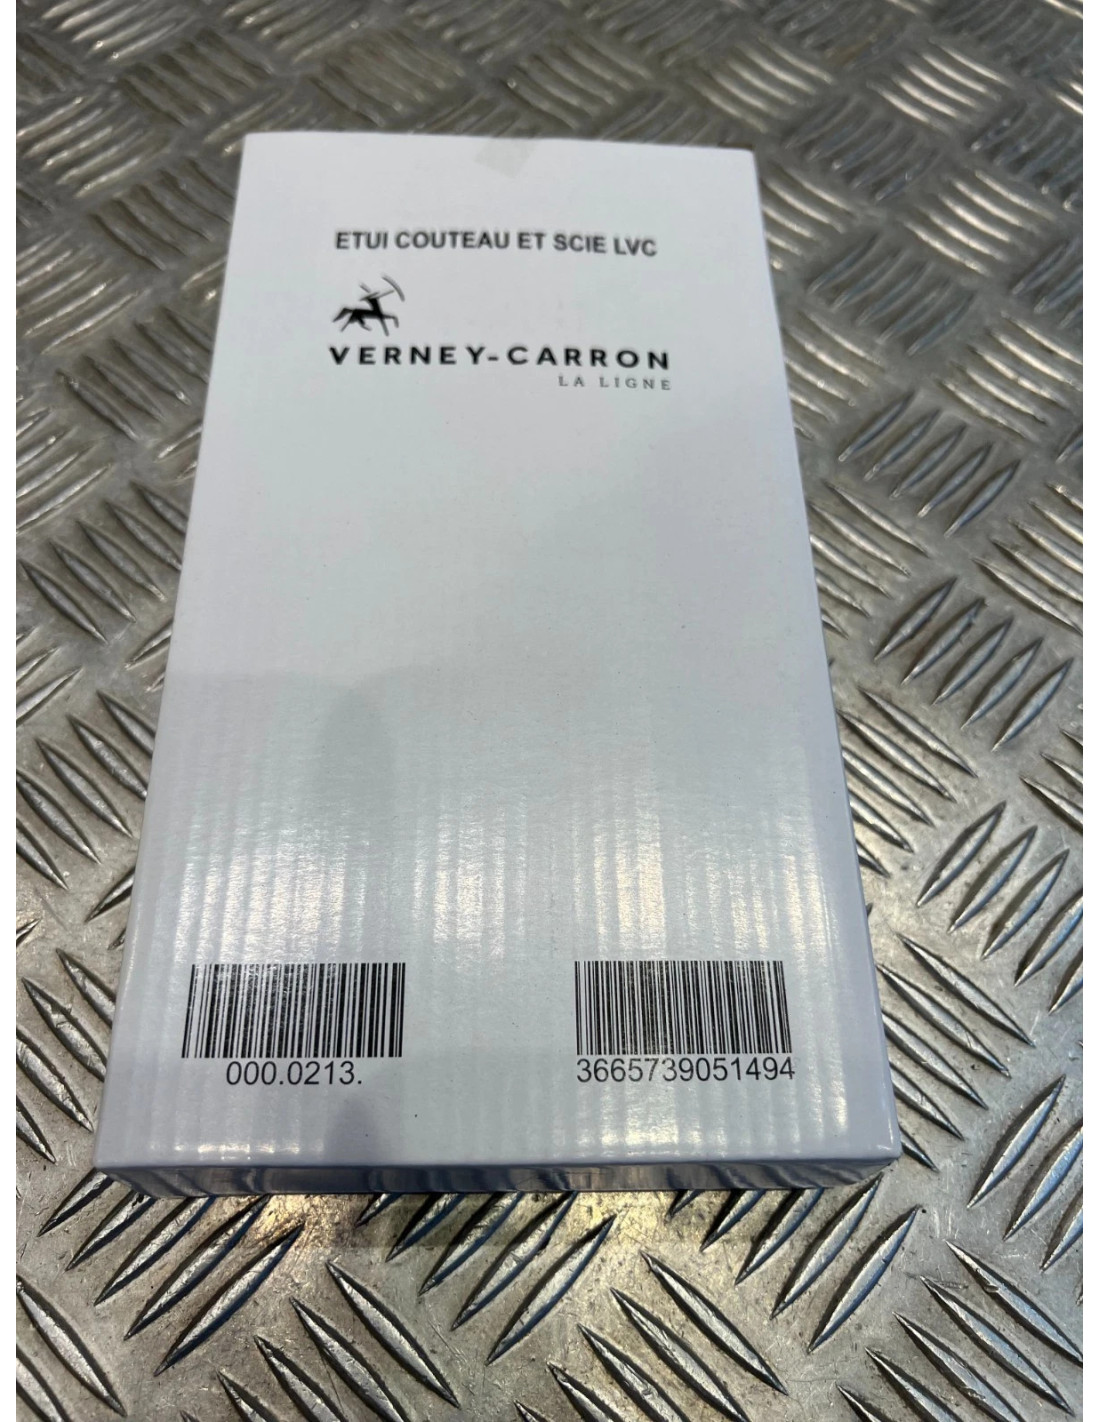 ETUI COUTEAU ET SCIE LVC
VERNEY-CARRON
LA LIGNE
000.0213.
3665739051494